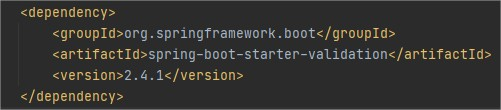 <dependency>
    <groupId>org.springframework.boot</groupId>
    <artifactId>spring-boot-starter-validation</artifactId>
    <version>2.4.1</version>
</dependency>